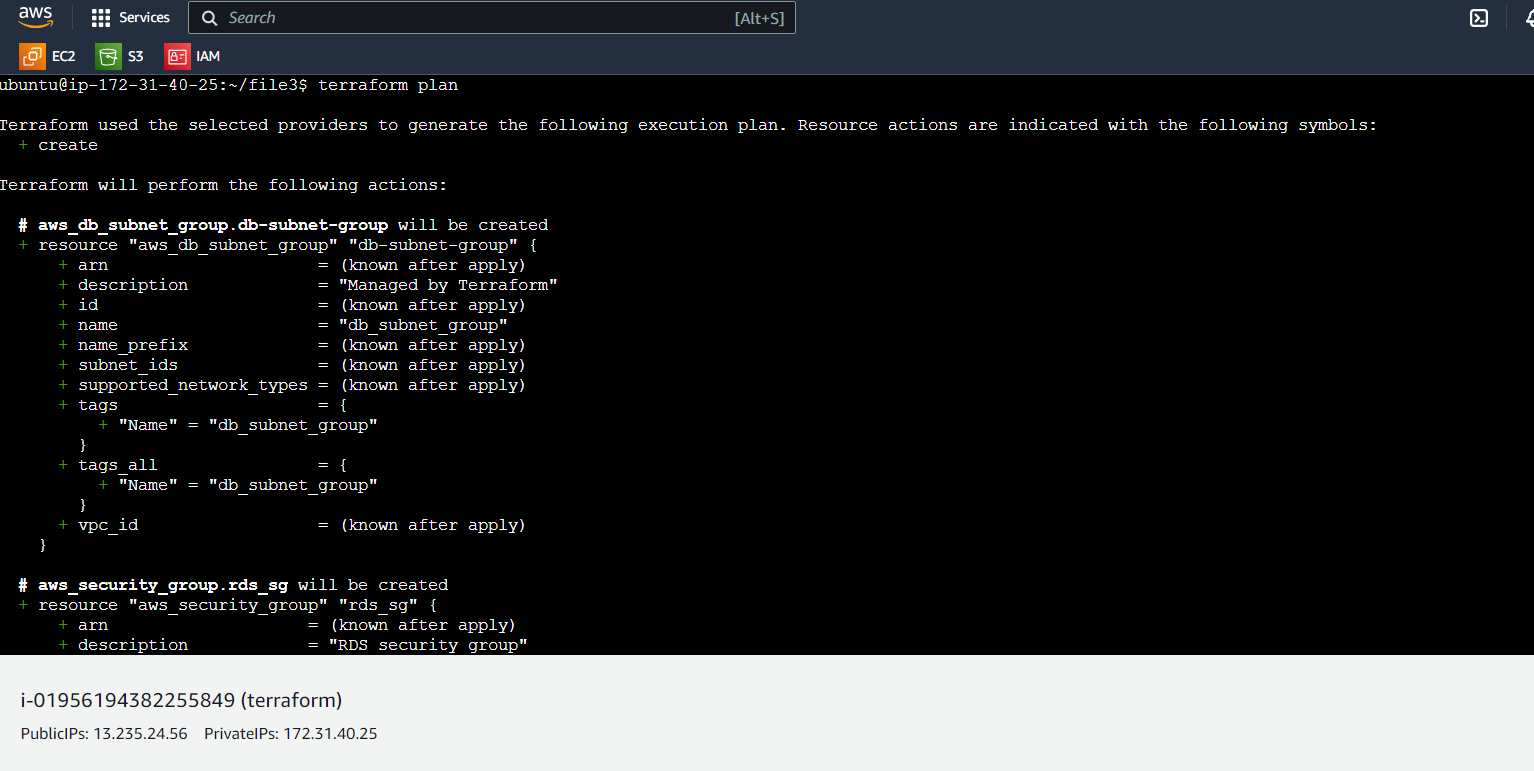 aws
Services
Search [Alt+S]
EC2 S3 IAM
ubuntu@ip-172-31-40-25:~/file3$ terraform plan
Terraform used the selected providers to generate the following execution plan. Resource actions are indicated with the following symbols:
+ create
Terraform will perform the following actions:
# aws_db_subnet_group.db-subnet-group will be created
+ resource "aws_db_subnet_group" "db-subnet-group" {
+ arn = (known after apply)
+ description = "Managed by Terraform"
+ id = (known after apply)
+ name = "db_subnet_group"
+ name_prefix = (known after apply)
+ subnet_ids = (known after apply)
+ supported_network_types = (known after apply)
+ tags = {
+ "Name" = "db_subnet_group"
}
+ tags_all = {
+ "Name" = "db_subnet_group"
}
+ vpc_id = (known after apply)
}
# aws_security_group.rds_sg will be created
+ resource "aws_security_group" "rds_sg" {
+ arn = (known after apply)
+ description = "RDS security group"
i-01956194382255849 (terraform)
PublicIPs: 13.235.24.56 PrivateIPs: 172.31.40.25